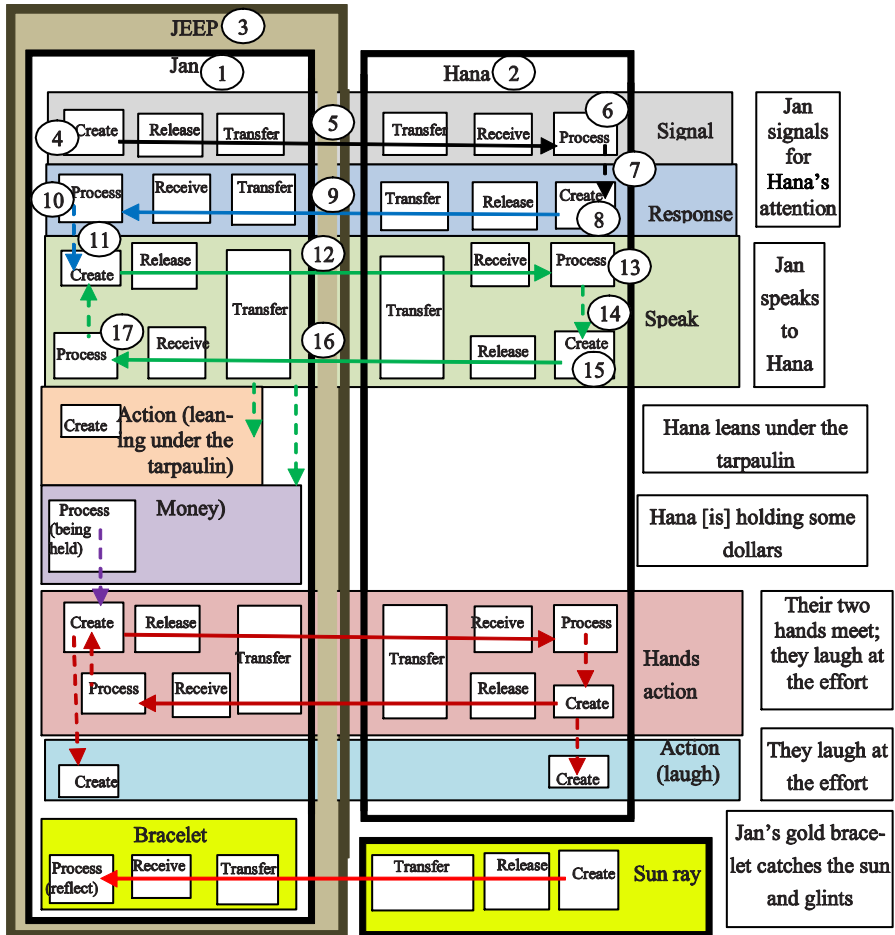 JEEP 3
Jan 1
Hana 2
4 Create Release Transfer 5 Transfer Receive Process 6 Signal
10 Process Receive Transfer 9 Transfer Release Create 8 7 Response
11 Create Release 12 Receive Process 13
Transfer Transfer 14 Speak
17 Process Receive 16 Release Create 15
Create Action (lean-
ing under the
tarpaulin)
Money)
Process
(being
held)
Create Release Receive Process
Transfer Transfer Hands
action
Process Receive Release Create
Action
(laugh)
Create Create
Bracelet
Process
(reflect) Receive Transfer Transfer Release Create Sun ray
Jan
signals
for
Hana's
attention
Jan
speaks
to
Hana
Hana leans under the
tarpaulin
Hana [is] holding some
dollars
Their two
hands meet;
they laugh at
the effort
They laugh at
the effort
Jan's gold brace-
let catches the sun
and glints